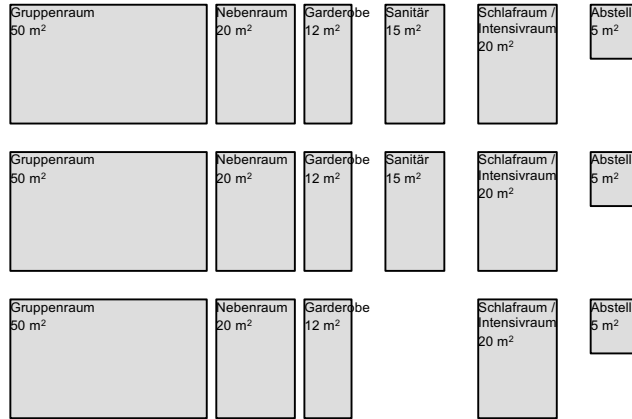 Gruppenraum
50 m²
Nebenraum
20 m²
Garderobe
12 m²
Sanitär
15 m²
Schlafraum /
Intensivraum
20 m²
Abstell
5 m²
Gruppenraum
50 m²
Nebenraum
20 m²
Garderobe
12 m²
Sanitär
15 m²
Schlafraum /
Intensivraum
20 m²
Abstell
5 m²
Gruppenraum
50 m²
Nebenraum
20 m²
Garderobe
12 m²
Schlafraum /
Intensivraum
20 m²
Abstell
5 m²